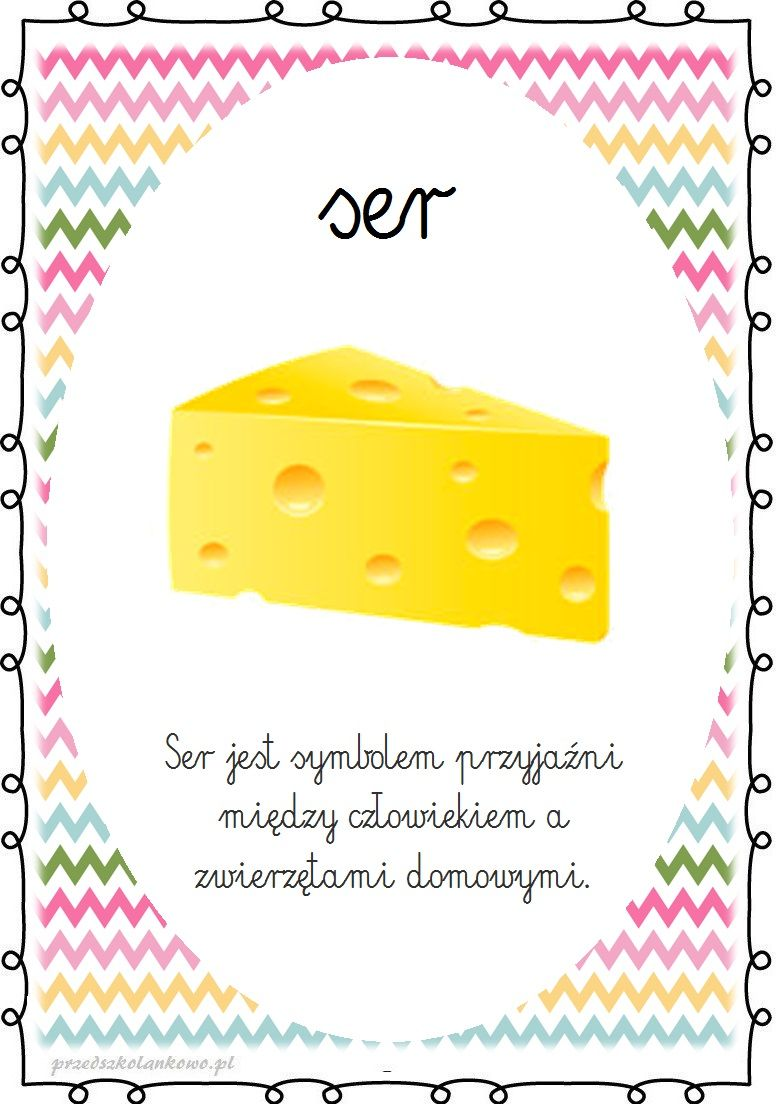 ser
Ser jest symbolem przyjaźni
między człowiekiem a
zwierzętami domowymi.
przedszkolankowo.pl